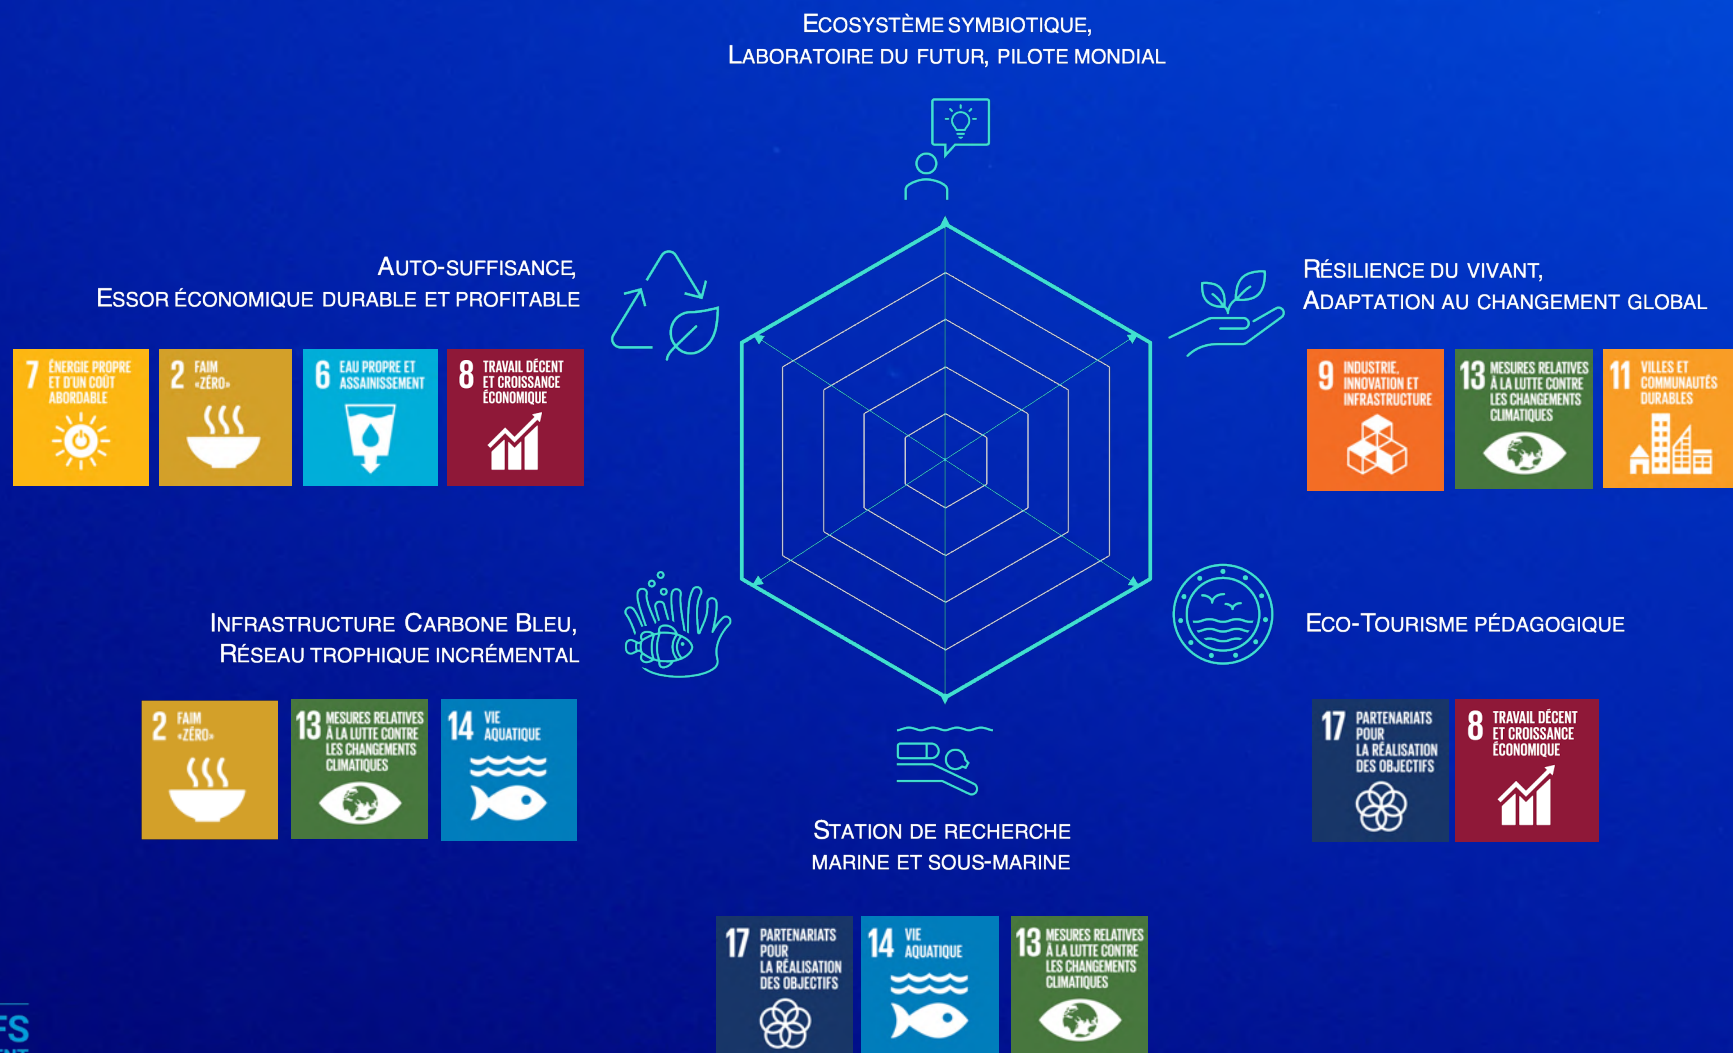 ECOSYSTÈME SYMBIOTIQUE,
LABORATOIRE DU FUTUR, PILOTE MONDIAL
AUTO-SUFFISANCE,
ESSOR ÉCONOMIQUE DURABLE ET PROFITABLE
7 ÉNERGIE PROPRE
ET D'UN COÛT
ABORDABLE
2 FAIM
«ZÉRO»
6 EAU PROPRE ET
ASSAINISSEMENT
8 TRAVAIL DÉCENT
ET CROISSANCE
ÉCONOMIQUE
RÉSILIENCE DU VIVANT,
ADAPTATION AU CHANGEMENT GLOBAL
9 INDUSTRIE,
INNOVATION ET
INFRASTRUCTURE
13 MESURES RELATIVES
À LA LUTTE CONTRE
LES CHANGEMENTS
CLIMATIQUES
11 VILLES ET
COMMUNAUTÉS
DURABLES
INFRASTRUCTURE CARBONE BLEU,
RÉSEAU TROPHIQUE INCRÉMENTAL
2 FAIM
«ZÉRO»
13 MESURES RELATIVES
À LA LUTTE CONTRE
LES CHANGEMENTS
CLIMATIQUES
14 VIE
AQUATIQUE
ECO-TOURISME PÉDAGOGIQUE
17 PARTENARIATS
POUR
LA RÉALISATION
DES OBJECTIFS
8 TRAVAIL DÉCENT
ET CROISSANCE
ÉCONOMIQUE
STATION DE RECHERCHE
MARINE ET SOUS-MARINE
17 PARTENARIATS
POUR
LA RÉALISATION
DES OBJECTIFS
14 VIE
AQUATIQUE
13 MESURES RELATIVES
À LA LUTTE CONTRE
LES CHANGEMENTS
CLIMATIQUES